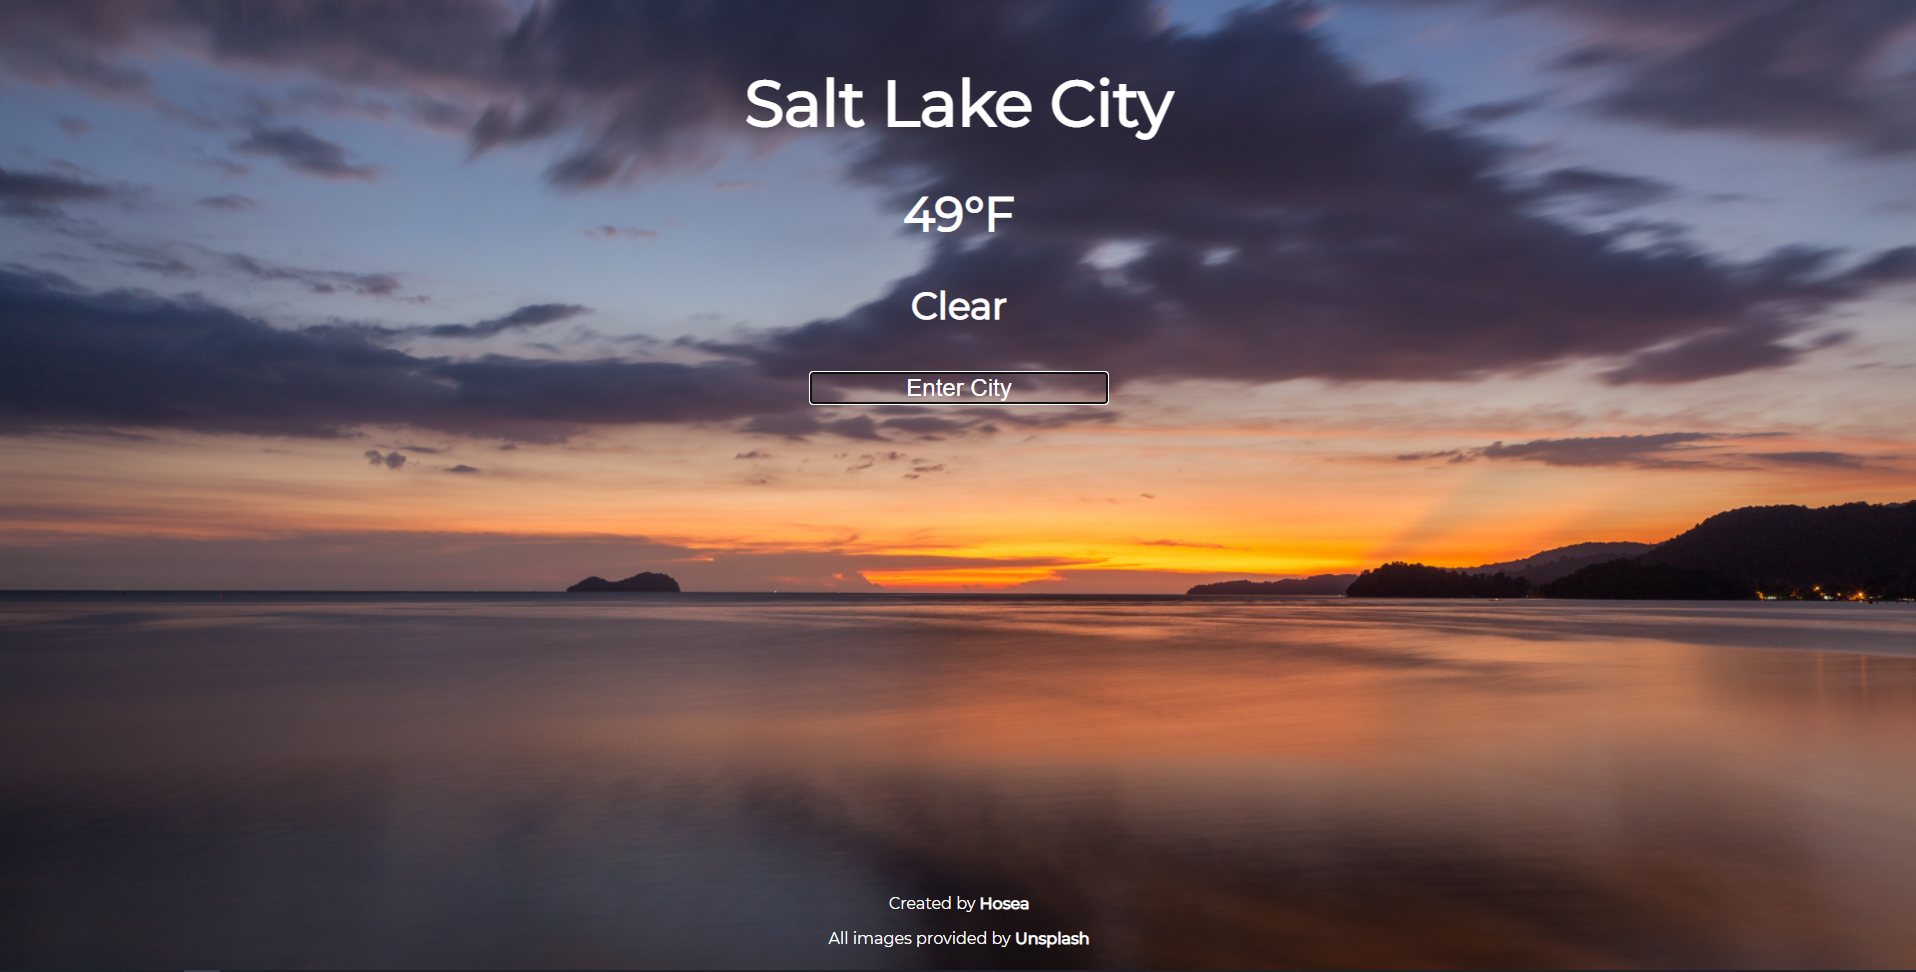 Salt Lake City
49°F
Clear
Enter City
Created by Hosea
All images provided by Unsplash